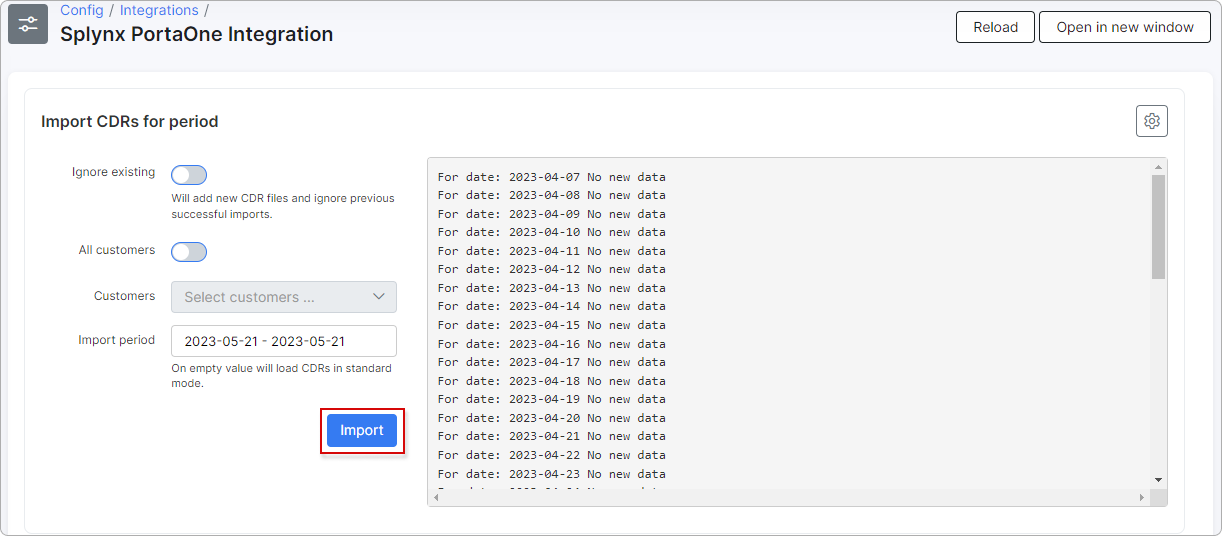 Config / Integrations /
Splynx PortaOne Integration
Reload
Open in new window
Import CDRs for period
Ignore existing
Will add new CDR files and ignore previous
successful imports.
All customers
Customers
Select customers ...
Import period
2023-05-21 - 2023-05-21
On empty value will load CDRs in standard
mode.
Import
For date: 2023-04-07 No new data
For date: 2023-04-08 No new data
For date: 2023-04-09 No new data
For date: 2023-04-10 No new data
For date: 2023-04-11 No new data
For date: 2023-04-12 No new data
For date: 2023-04-13 No new data
For date: 2023-04-14 No new data
For date: 2023-04-15 No new data
For date: 2023-04-16 No new data
For date: 2023-04-17 No new data
For date: 2023-04-18 No new data
For date: 2023-04-19 No new data
For date: 2023-04-20 No new data
For date: 2023-04-21 No new data
For date: 2023-04-22 No new data
For date: 2023-04-23 No new data